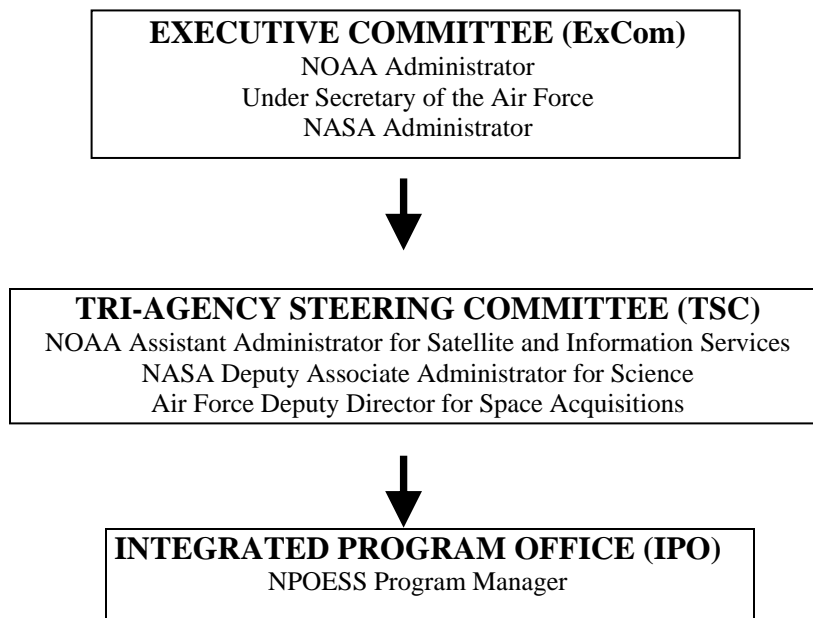 EXECUTIVE COMMITTEE (ExCom)
NOAA Administrator
Under Secretary of the Air Force
NASA Administrator
TRI-AGENCY STEERING COMMITTEE (TSC)
NOAA Assistant Administrator for Satellite and Information Services
NASA Deputy Associate Administrator for Science
Air Force Deputy Director for Space Acquisitions
INTEGRATED PROGRAM OFFICE (IPO)
NPOESS Program Manager